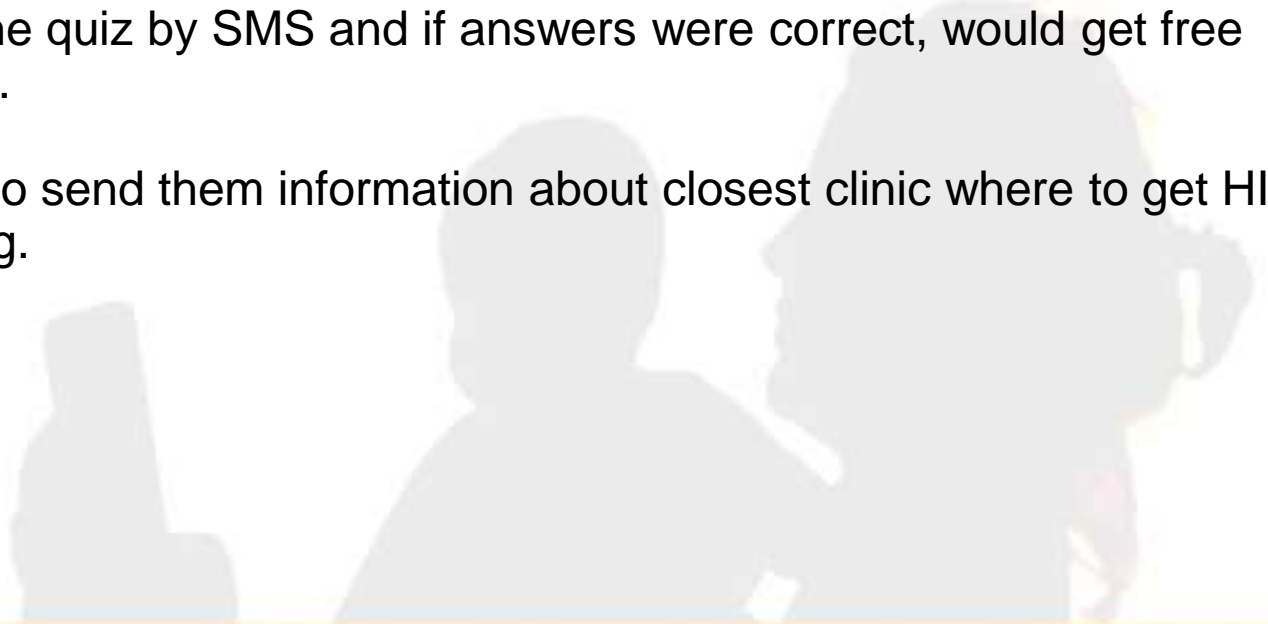 ne quiz by SMS and if answers were correct, would get free
.
o send them information about closest clinic where to get HI
g.